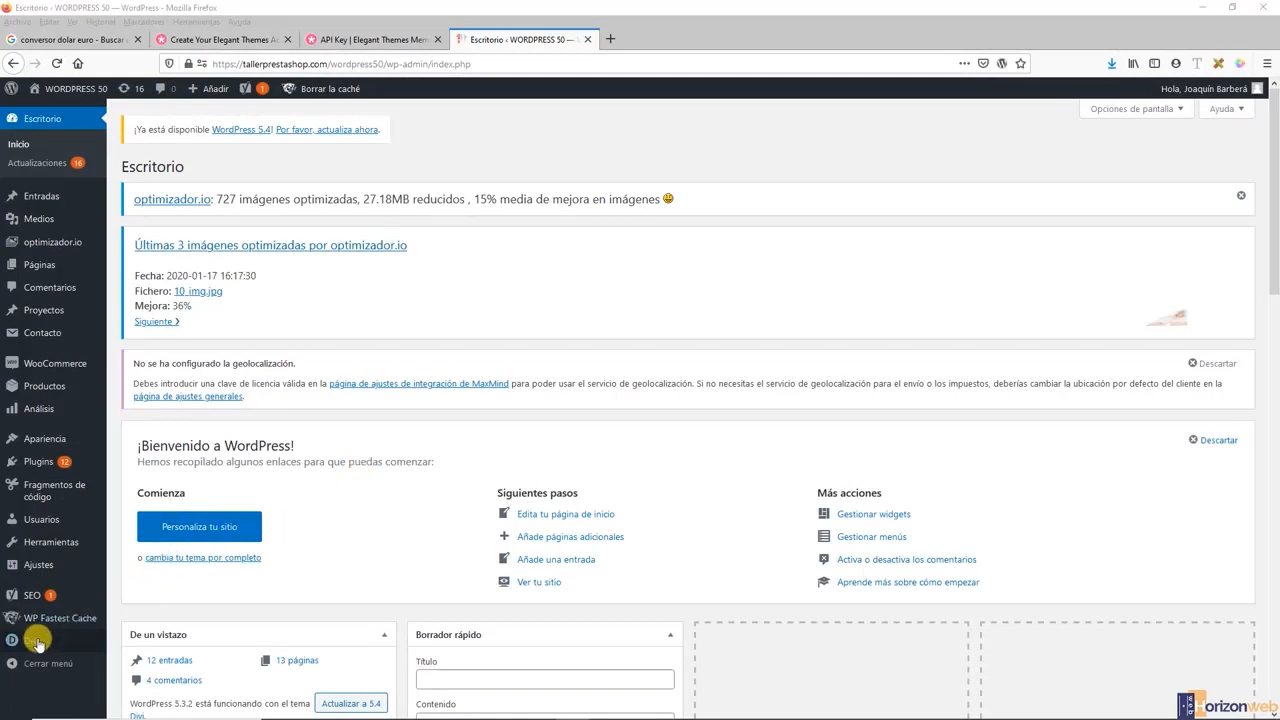 Escritorio ‹ WORDPRESS 50 — WordPress - Mozilla Firefox
Archivo Editar Ver Historial Marcadores Herramientas Ayuda
conversor dolar euro - Buscar
Create Your Elegant Themes Ac
API Key | Elegant Themes Mem
Escritorio ‹ WORDPRESS 50 —
https://tallerprestashop.com/wordpress50/wp-admin/index.php
WORDPRESS 50 16 0 Añadir 1 Borrar la caché
Hola, Joaquín Barberá
Opciones de pantalla
Ayuda
Escritorio
Inicio
Actualizaciones 16
Entradas
Medios
optimizador.io
Páginas
Comentarios
Proyectos
Contacto
WooCommerce
Productos
Análisis
Apariencia
Plugins 12
Fragmentos de
código
Usuarios
Herramientas
Ajustes
SEO 1
WP Fastest Cache
Cerrar menú
¡Ya está disponible WordPress 5.4! Por favor, actualiza ahora.
Escritorio
optimizador.io: 727 imágenes optimizadas, 27.18MB reducidos , 15% media de mejora en imágenes
Últimas 3 imágenes optimizadas por optimizador.io
Fecha: 2020-01-17 16:17:30
Fichero: 10_img.jpg
Mejora: 36%
Siguiente ❯
No se ha configurado la geolocalización.
Descartar
Debes introducir una clave de licencia válida en la página de ajustes de integración de MaxMind para poder usar el servicio de geolocalización. Si no necesitas el servicio de geolocalización para el envío o los impuestos, deberías cambiar la ubicación por defecto del cliente en la
página de ajustes generales.
¡Bienvenido a WordPress!
Descartar
Hemos recopilado algunos enlaces para que puedas comenzar:
Comienza
Personaliza tu sitio
o cambia tu tema por completo
Siguientes pasos
Edita tu página de inicio
Añade páginas adicionales
Añade una entrada
Ver tu sitio
Más acciones
Gestionar widgets
Gestionar menús
Activa o desactiva los comentarios
Aprende más sobre cómo empezar
De un vistazo
12 entradas
13 páginas
4 comentarios
WordPress 5.3.2 está funcionando con el tema
Divi.
Actualizar a 5.4
Borrador rápido
Título
Contenido
web
Horizonweb